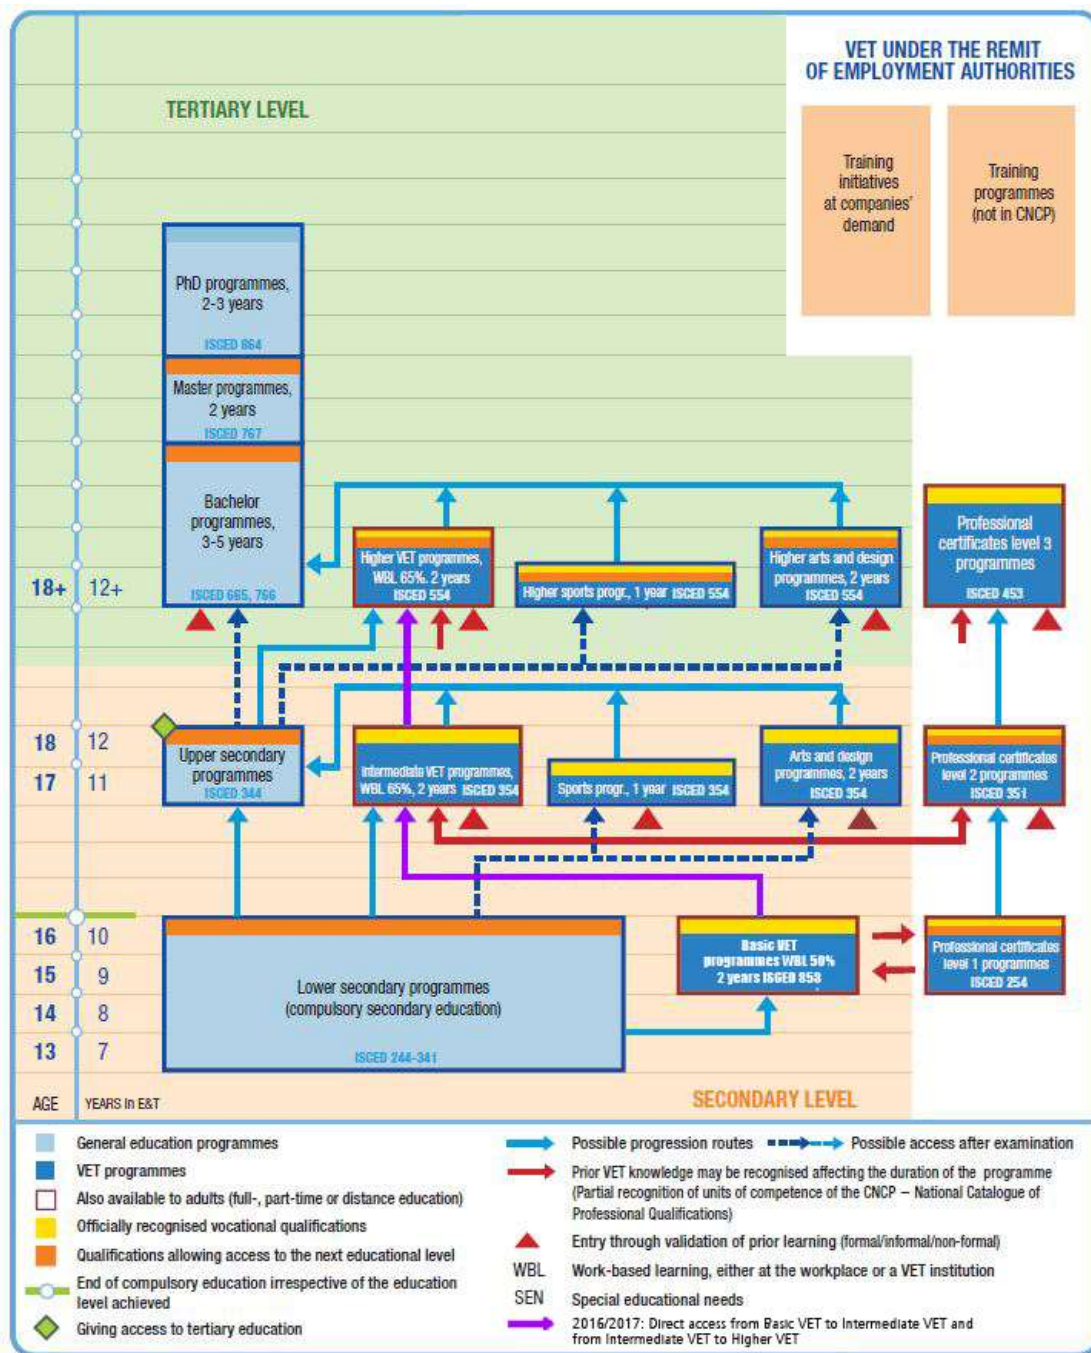 VET UNDER THE REMIT
OF EMPLOYMENT AUTHORITIES
TERTIARY LEVEL
Training
initiatives
at companies'
demand
Training
programmes
(not in CNCP)
PhD programmes,
2-3 years
ISCED 864
Master programmes,
2 years
ISCED 767
Bachelor
programmes,
3-5 years
ISCED 665, 766
Higher VET programmes,
WBL 65%. 2 years
ISCED 554
Higher sports progr., 1 year ISCED 554
Higher arts and design
programmes, 2 years
ISCED 554
Professional
certificates level 3
programmes
ISCED 453
18+ 12+
18 12
17 11
Upper secondary
programmes
ISCED 344
Intermediate VET programmes,
WBL 65%, 2 years ISCED 354
Sports progr., 1 year ISCED 354
Arts and design
programmes, 2 years
ISCED 354
Professional certificates
level 2 programmes
ISCED 351
16 10
15 9
14 8
13 7
Lower secondary programmes
(compulsory secondary education)
ISCED 244-341
Basic VET
programmes WBL 50%
2 years ISCED 353
Professional certificates
level 1 programmes
ISCED 254
AGE YEARS in E&T
SECONDARY LEVEL
General education programmes
VET programmes
Also available to adults (full-, part-time or distance education)
Officially recognised vocational qualifications
Qualifications allowing access to the next educational level
End of compulsory education irrespective of the education
level achieved
Giving access to tertiary education
Possible progression routes
Possible access after examination
Prior VET knowledge may be recognised affecting the duration of the programme
(Partial recognition of units of competence of the CNCP – National Catalogue of
Professional Qualifications)
Entry through validation of prior learning (formal/informal/non-formal)
WBL Work-based learning, either at the workplace or a VET institution
SEN Special educational needs
2016/2017: Direct access from Basic VET to Intermediate VET and
from Intermediate VET to Higher VET